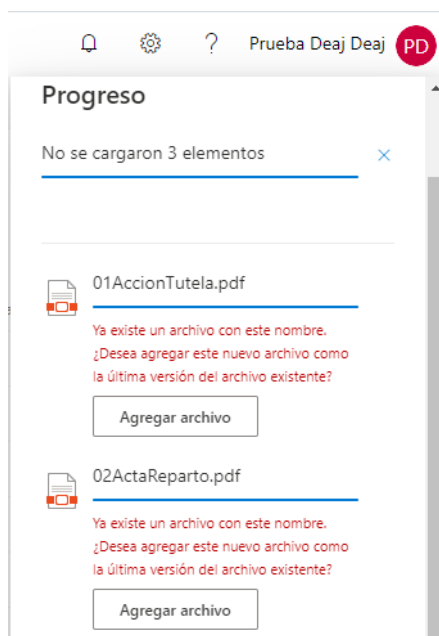 ? Prueba Deaj Deaj PD
Progreso
No se cargaron 3 elementos
01AccionTutela.pdf
Ya existe un archivo con este nombre.
¿Desea agregar este nuevo archivo como
la última versión del archivo existente?
Agregar archivo
02ActaReparto.pdf
Ya existe un archivo con este nombre.
¿Desea agregar este nuevo archivo como
la última versión del archivo existente?
Agregar archivo